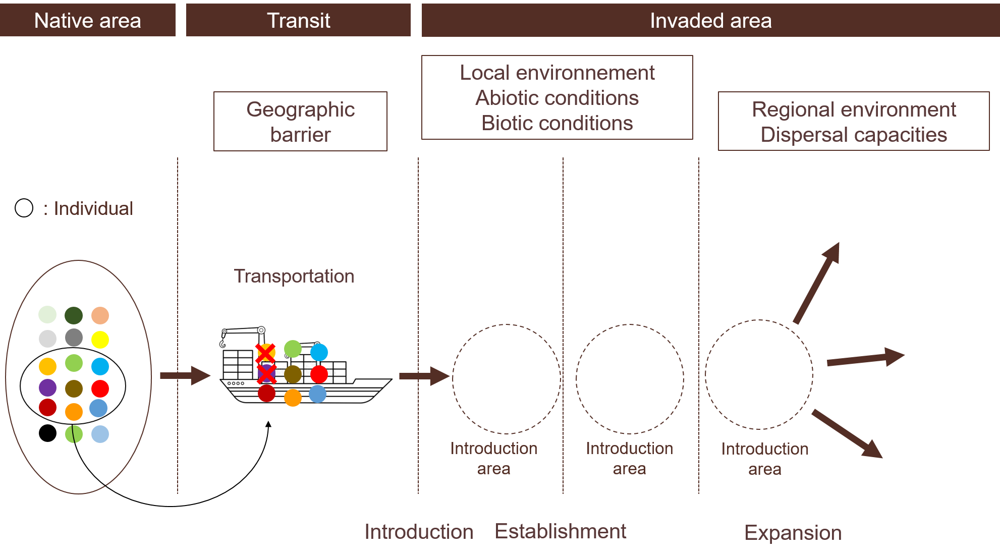 Native area
Transit
Invaded area
Geographic
barrier
Local environnement
Abiotic conditions
Biotic conditions
Regional environment
Dispersal capacities
: Individual
Transportation
Introduction
area
Introduction
area
Introduction
area
Introduction
Establishment
Expansion